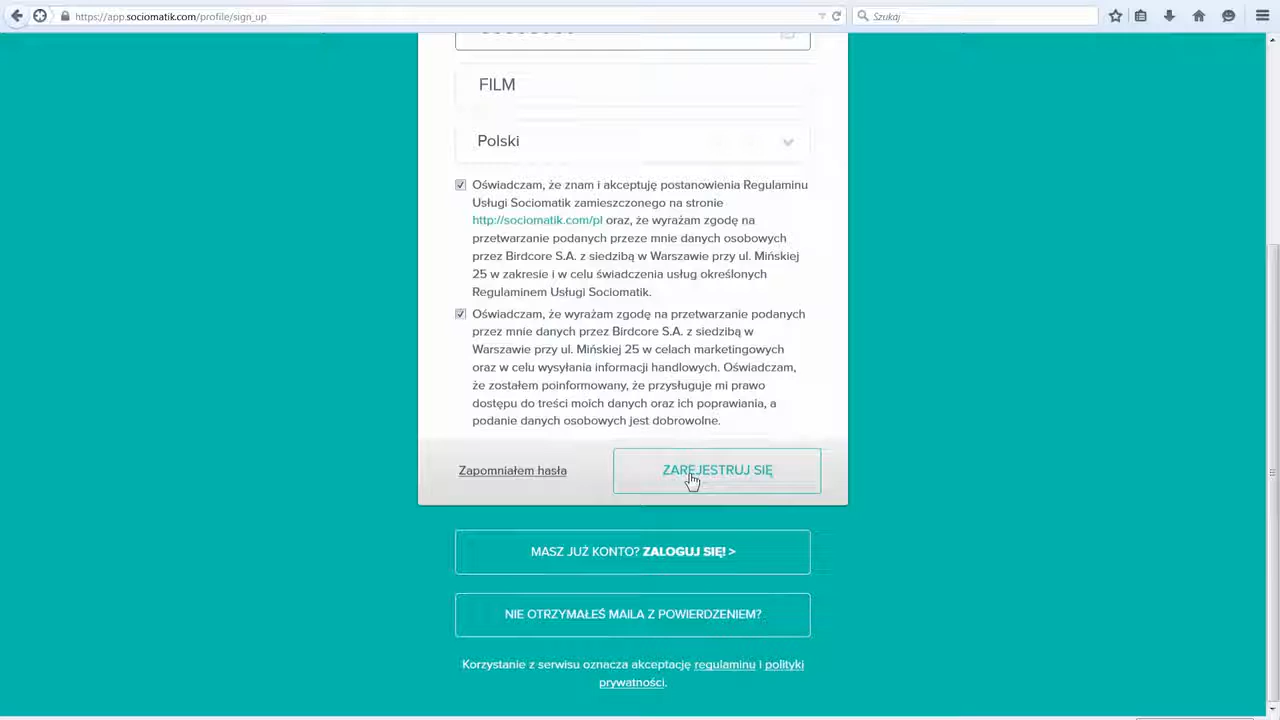 https://app.sociomatik.com/profile/sign_up
Szukaj
FILM
Polski
Oświadczam, że znam i akceptuję postanowienia Regulaminu
Usługi Sociomatik zamieszczonego na stronie
http://sociomatik.com/pl oraz, że wyrażam zgodę na
przetwarzanie podanych przeze mnie danych osobowych
przez Birdcore S.A. z siedzibą w Warszawie przy ul. Mińskiej
25 w zakresie i w celu świadczenia usług określonych
Regulaminem Usługi Sociomatik.
Oświadczam, że wyrażam zgodę na przetwarzanie podanych
przez mnie danych przez Birdcore S.A. z siedzibą w
Warszawie przy ul. Mińskiej 25 w celach marketingowych
oraz w celu wysyłania informacji handlowych. Oświadczam,
że zostałem poinformowany, że przysługuje mi prawo
dostępu do treści moich danych oraz ich poprawiania, a
podanie danych osobowych jest dobrowolne.
Zapomniałem hasła
ZAREJESTRUJ SIĘ
MASZ JUŻ KONTO? ZALOGUJ SIĘ! >
NIE OTRZYMAŁEŚ MAILA Z POWIERDZENIEM?
Korzystanie z serwisu oznacza akceptację regulaminu i polityki
prywatności.